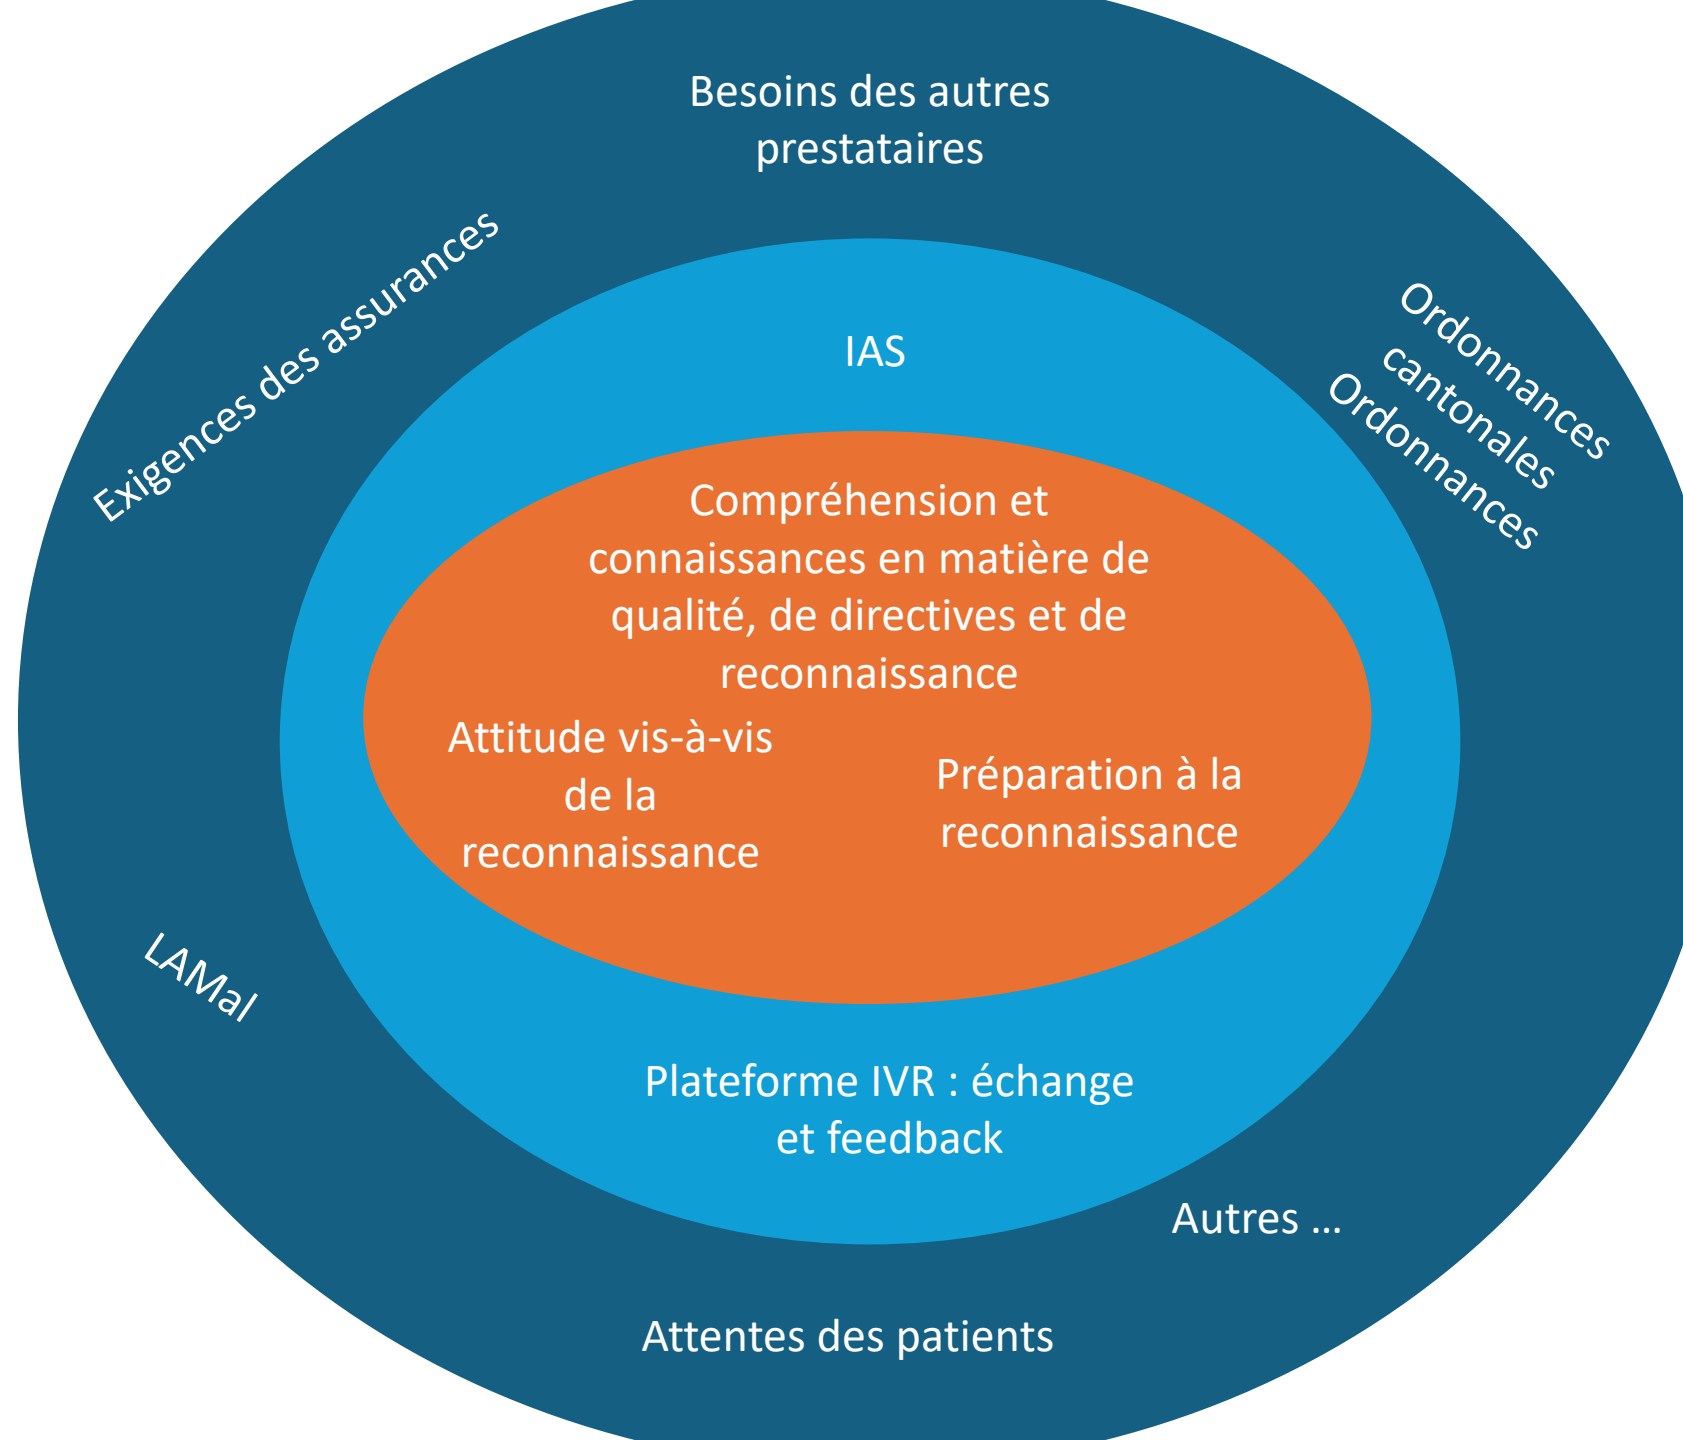 Besoins des autres
prestataires
Exigences des assurances
Ordonnances
cantonales
Ordonnances
IAS
Compréhension et
connaissances en matière de
qualité, de directives et de
reconnaissance
Attitude vis-à-vis
de la
reconnaissance
Préparation à la
reconnaissance
LAMal
Plateforme IVR : échange
et feedback
Autres ...
Attentes des patients